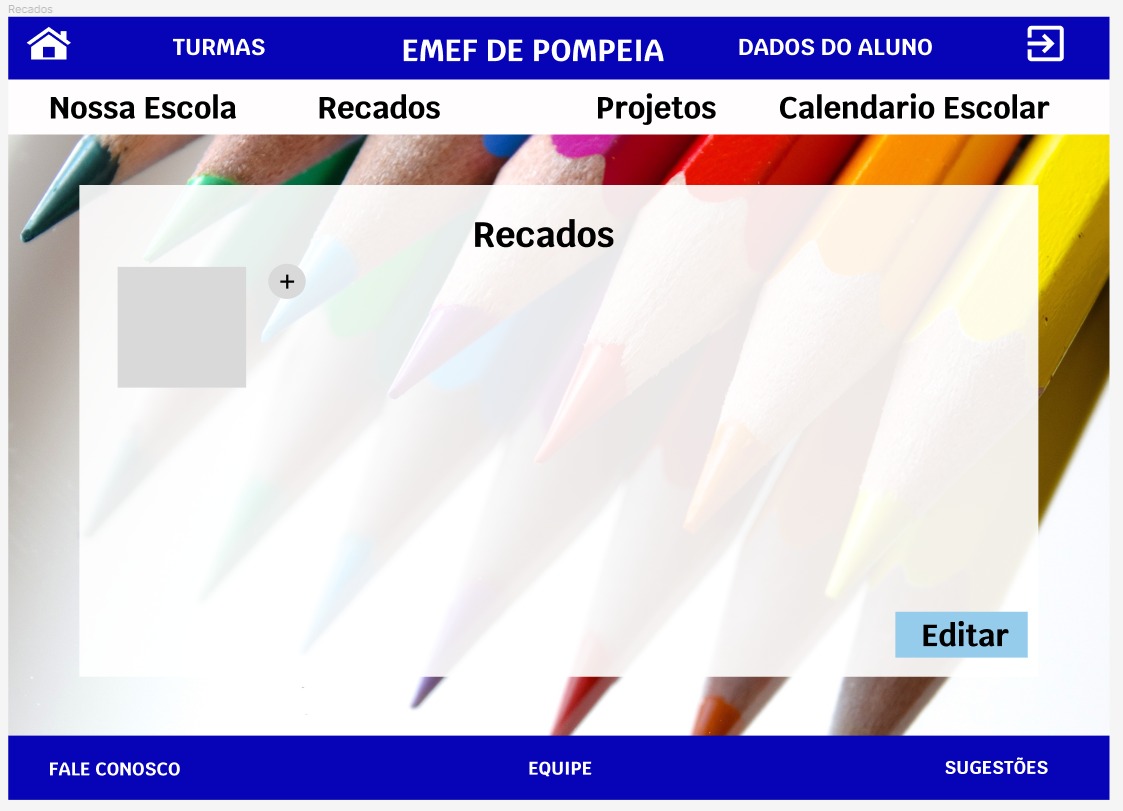 Recados
TURMAS
EMEF DE POMPEIA
DADOS DO ALUNO
Nossa Escola
Recados
Projetos
Calendario Escolar
Recados
+
Editar
FALE CONOSCO
EQUIPE
SUGESTÕES